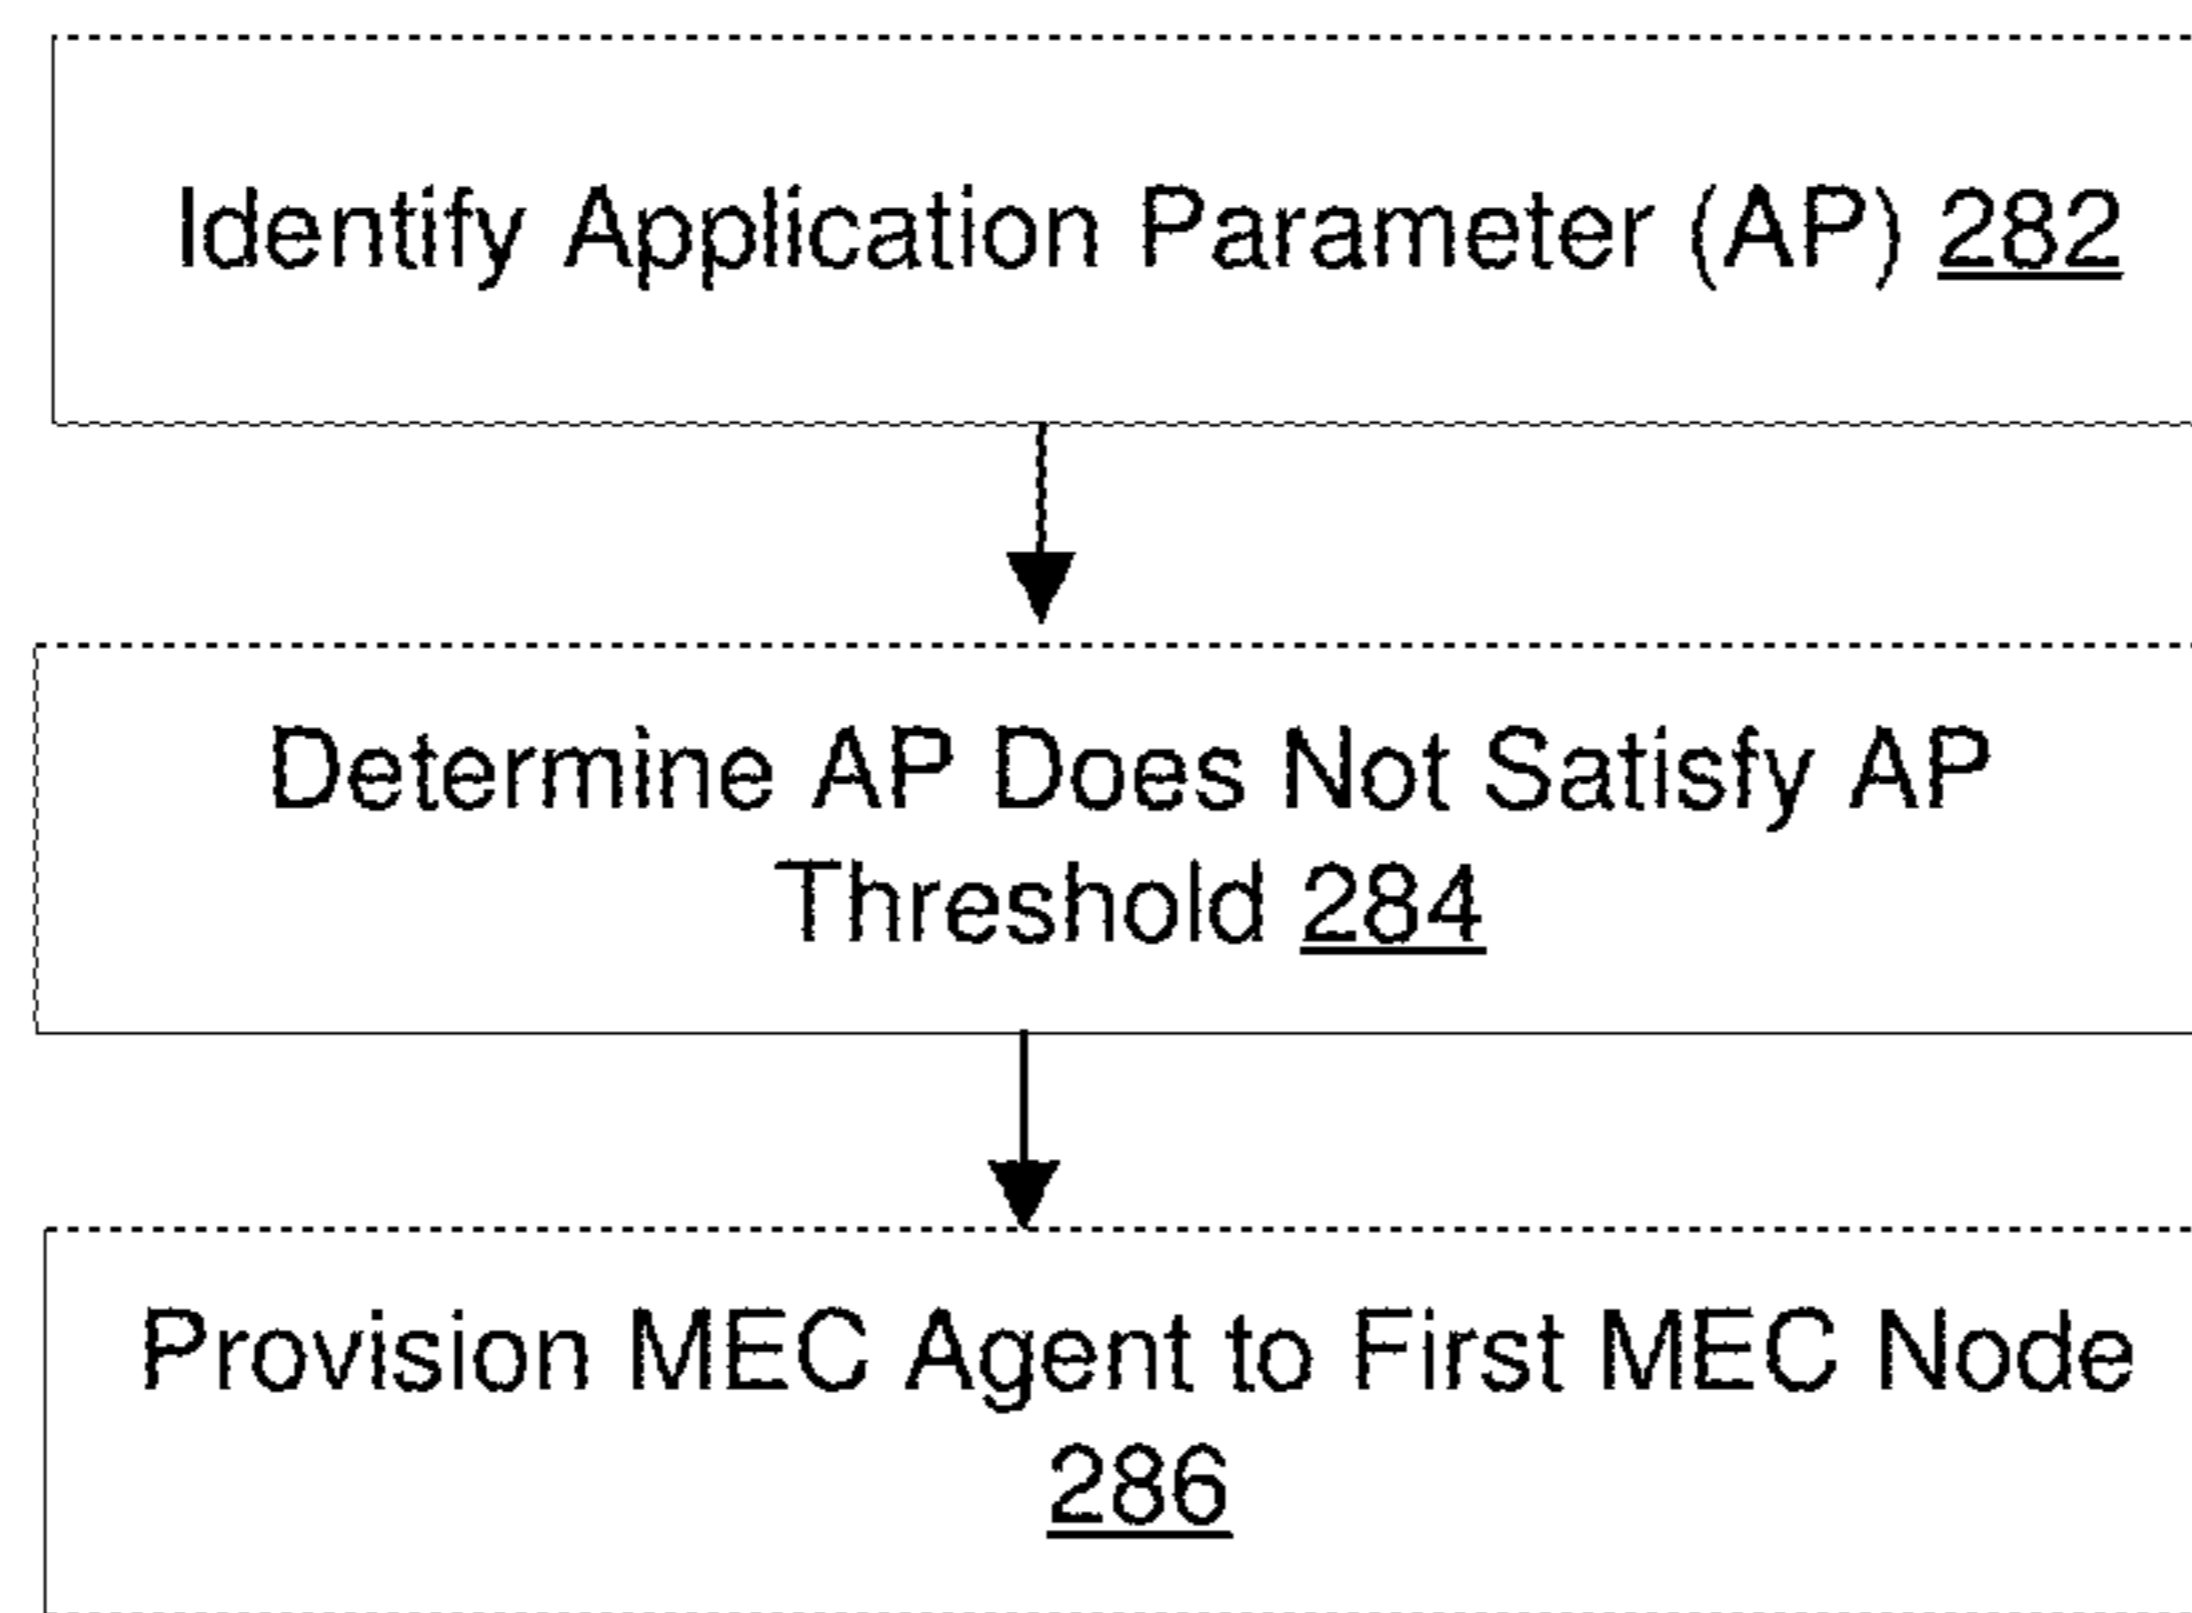 Identify Application Parameter (AP) 282
Determine AP Does Not Satisfy AP
Threshold 284
Provision MEC Agent to First MEC Node
286